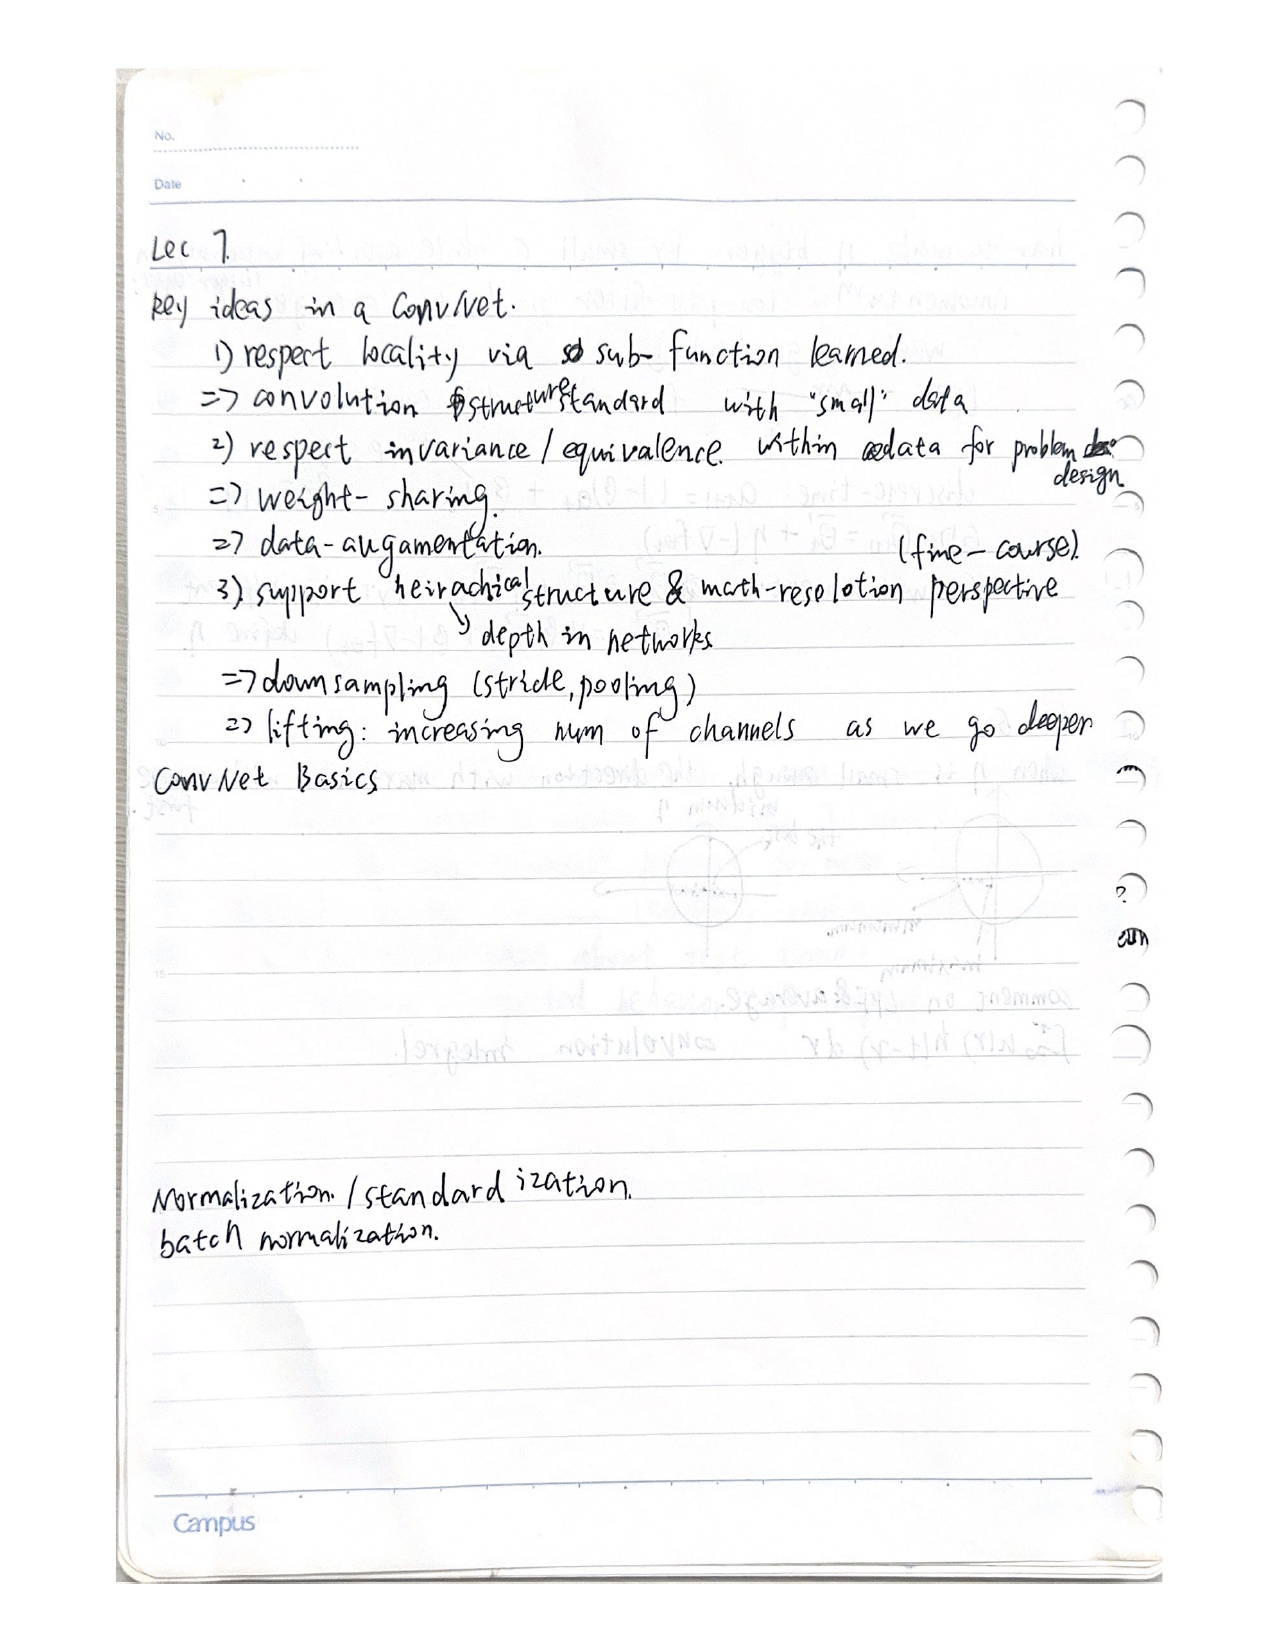 No.
Date
Lec 7.
key ideas in a ConvNet.
1) respect locality via sub-function learned.
=> convolution structure standard with "small" data
2) respect invariance / equivalence. within data for problem
design
=> weight-sharing.
=> data-augamentation. (fine-course).
3) support heirachical structure & math-resolotion perspective
depth in networks.
=> down sampling (stride, pooling)
=> lifting: increasing num of channels as we go deeper
ConvNet Basics
Normalization. / standardization.
batch normalization.
Campus